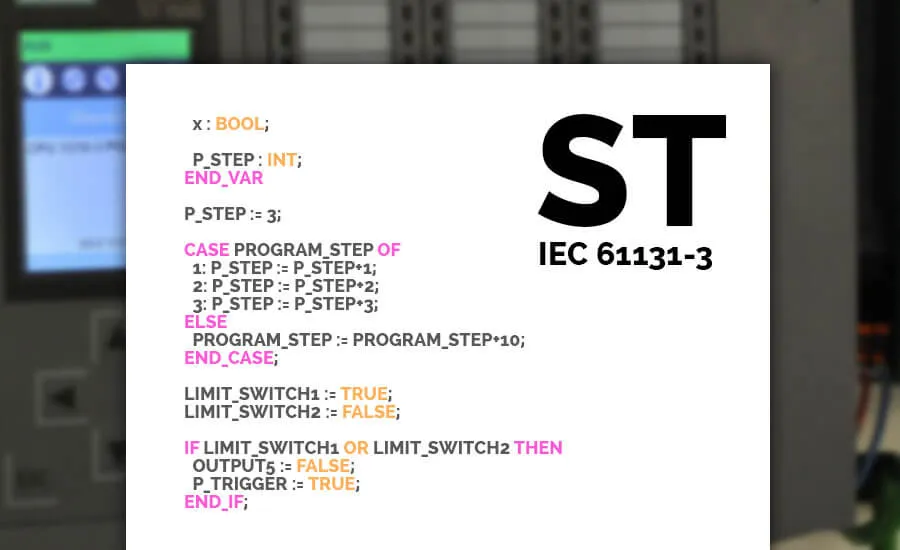 x : BOOL;
P_STEP : INT;
END_VAR
P_STEP := 3;
CASE PROGRAM_STEP OF
1: P_STEP := P_STEP+1;
2: P_STEP := P_STEP+2;
3: P_STEP := P_STEP+3;
ELSE
PROGRAM_STEP := PROGRAM_STEP+10;
END_CASE;
LIMIT_SWITCH1 := TRUE;
LIMIT_SWITCH2 := FALSE;
IF LIMIT_SWITCH1 OR LIMIT_SWITCH2 THEN
OUTPUT5 := FALSE;
P_TRIGGER := TRUE;
END_IF;
ST
IEC 61131-3